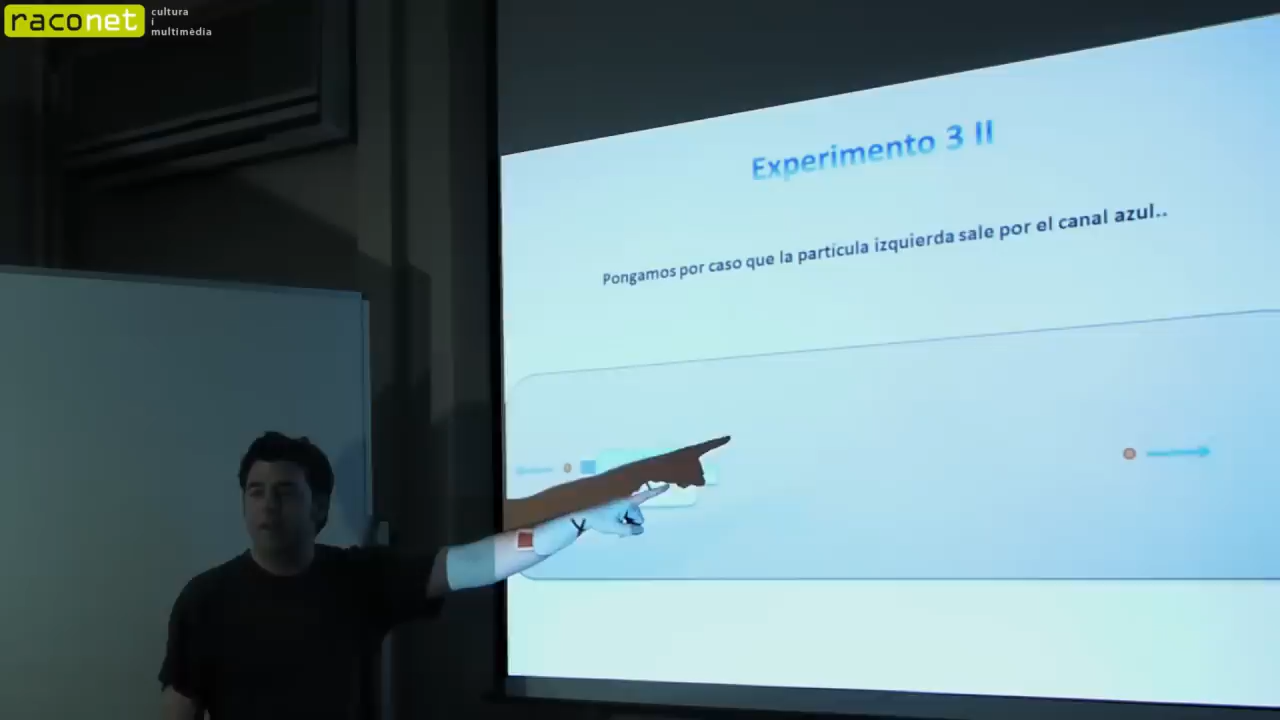 raconet
cultura
i
multimèdia
Experimento 3 II
Pongamos por caso que la partícula izquierda sale por el canal azul..